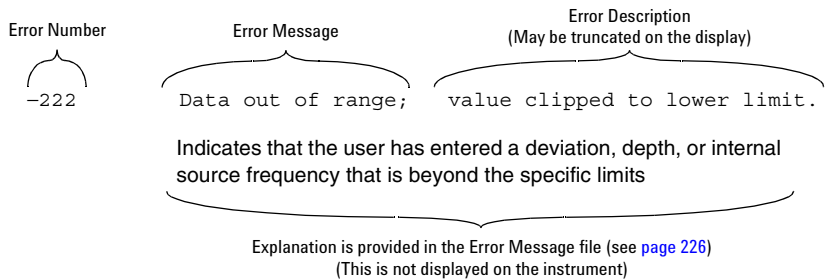 Error Number
Error Message
Error Description
(May be truncated on the display)
−222
Data out of range;
value clipped to lower limit.
Indicates that the user has entered a deviation, depth, or internal
source frequency that is beyond the specific limits
Explanation is provided in the Error Message file (see page 226)
(This is not displayed on the instrument)